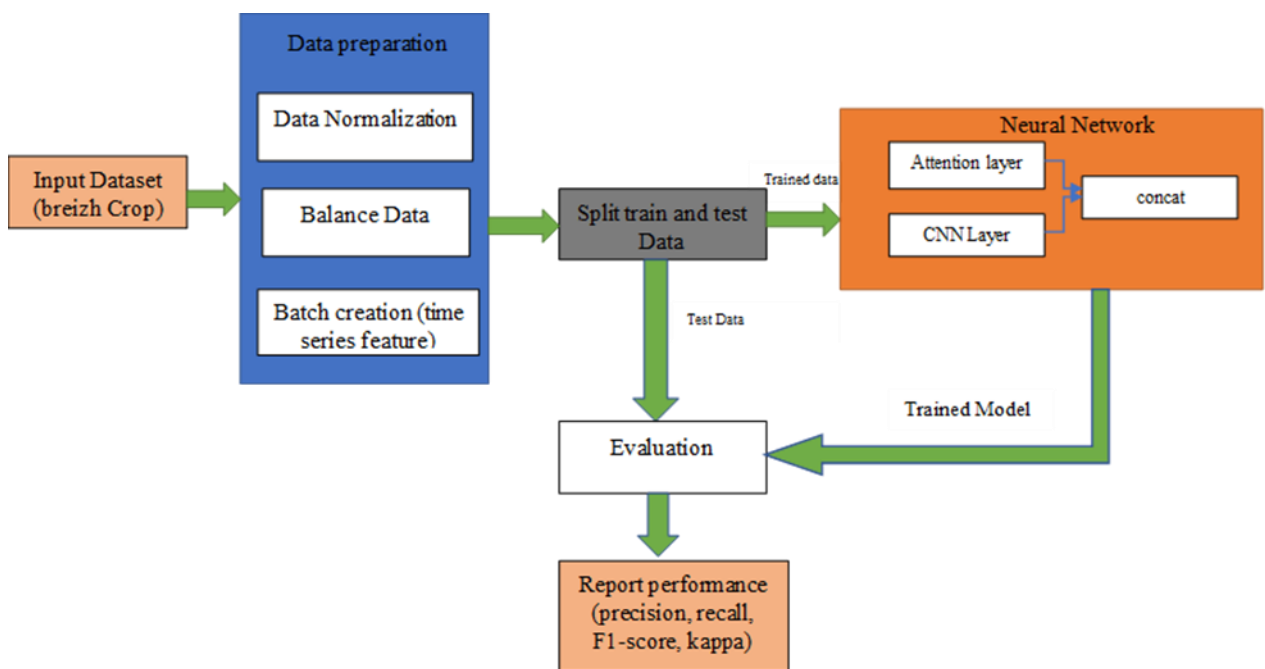 Data preparation
Data Normalization
Balance Data
Batch creation (time
series feature)
Input Dataset
(breizh Crop)
Split train and test
Data
Trained data
Neural Network
Attention layer
CNN Layer
concat
Test Data
Trained Model
Evaluation
Report performance
(precision, recall,
F1-score, kappa)